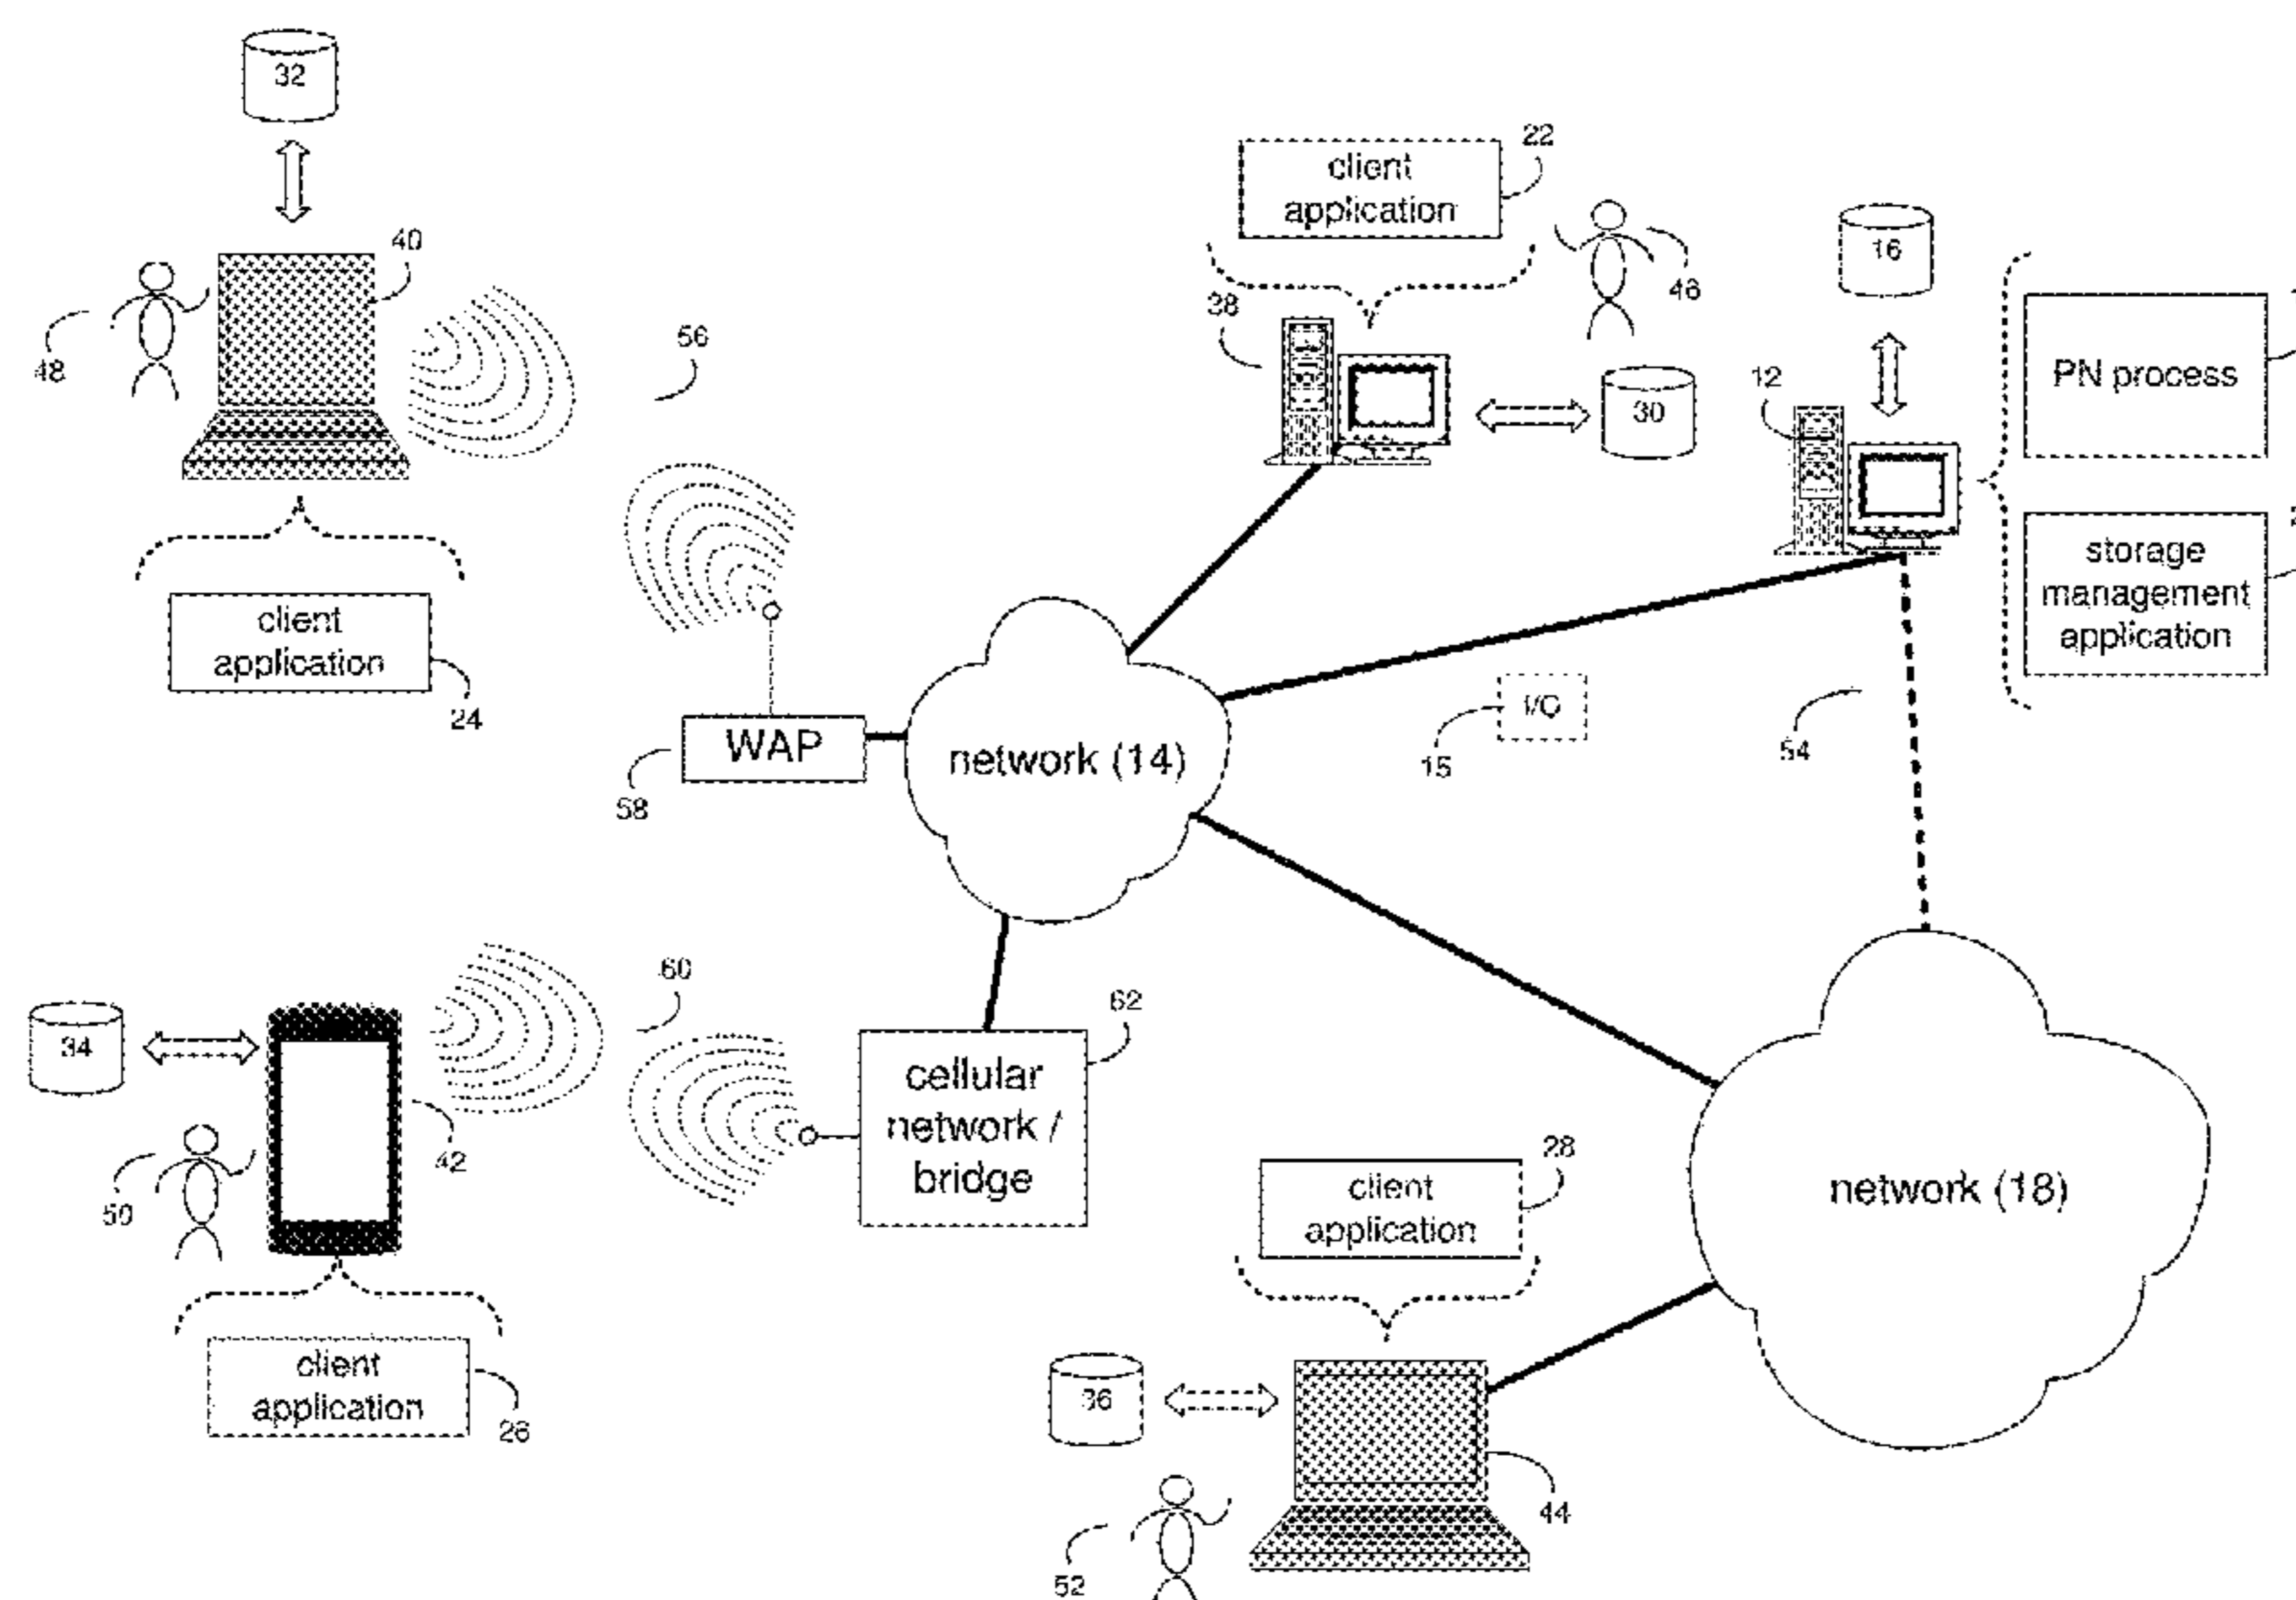 32
40
48
56
client
application
24
client
application
22
46
38
30
16
12
PN process
storage
management
application
I/O
15
54
WAP
58
network (14)
34
60
42
50
62
cellular
network /
bridge
client
application
26
client
application
28
network (18)
36
44
52